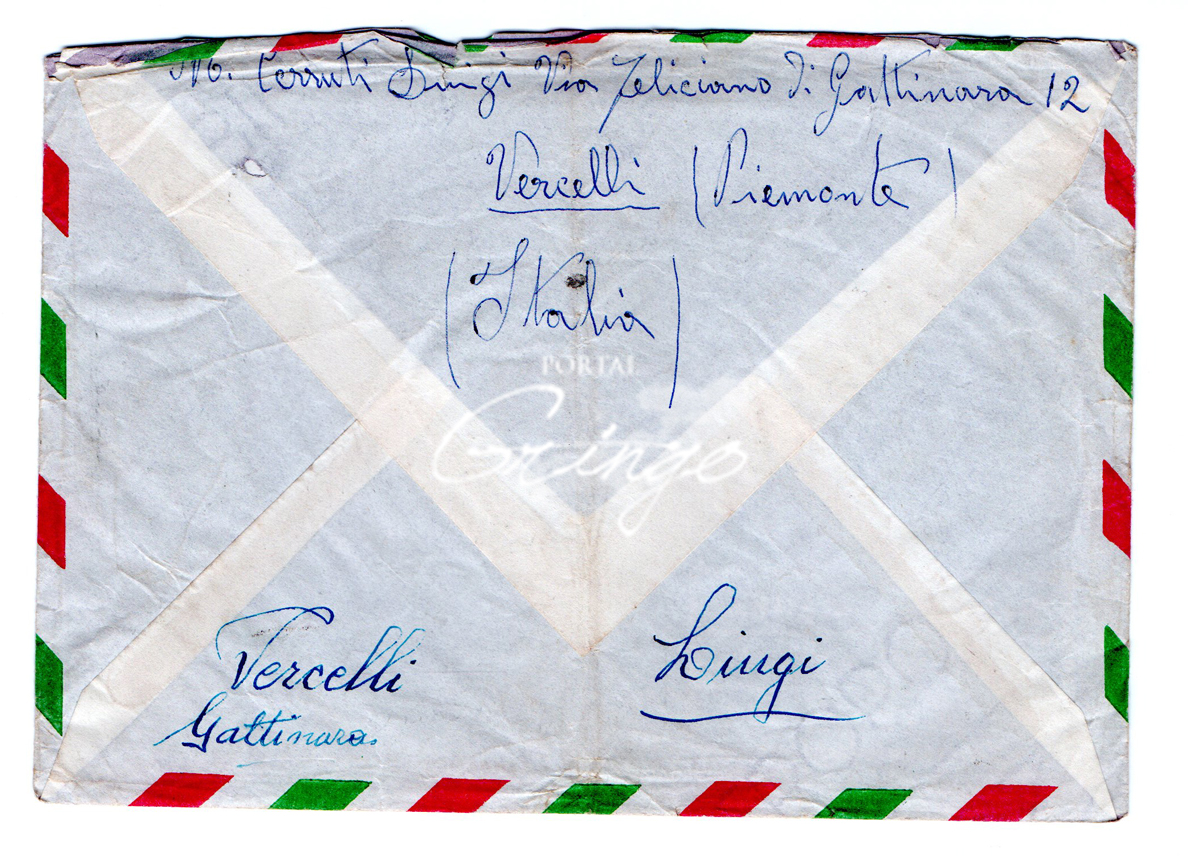 Cerruti Luigi Via Feliciano Di Gattinara 12
Vercelli (Piemonte)
(Italia)
PORTAL
Gringo
Vercelli
Luigi
Gattinara.